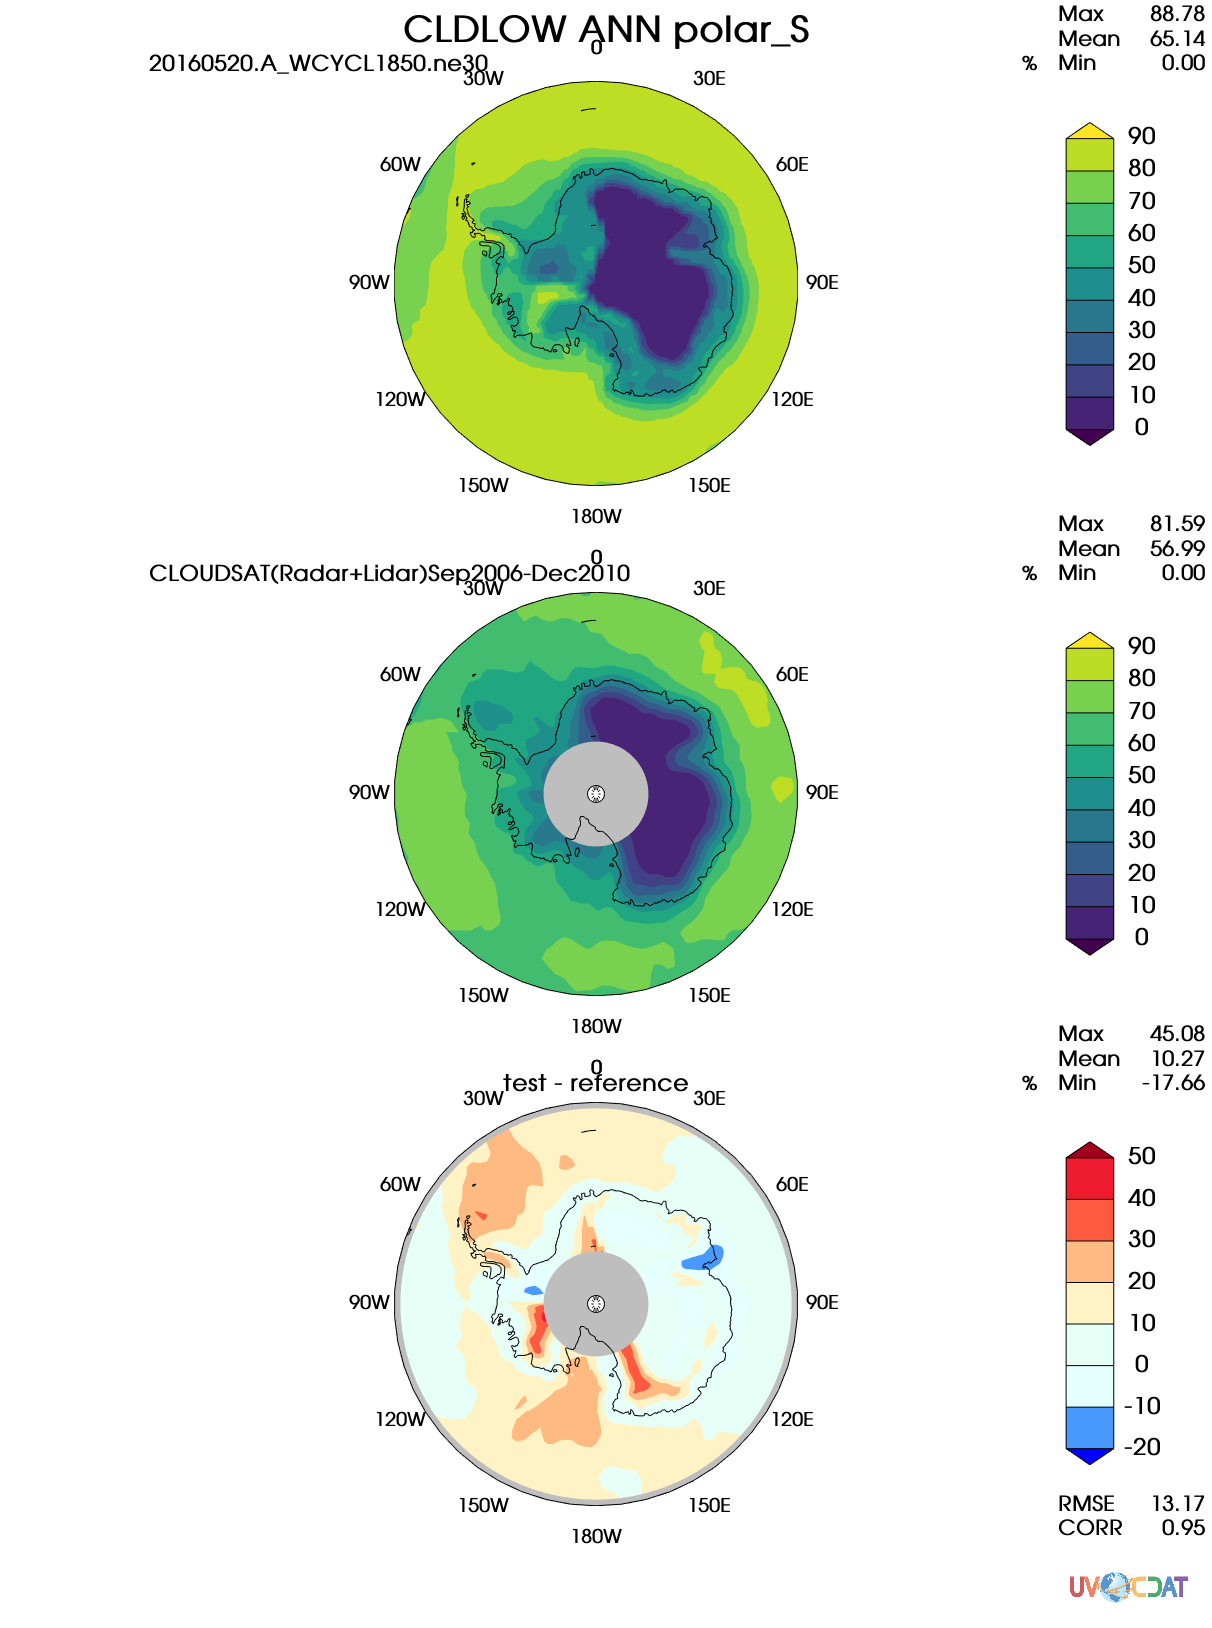 CLDLOW ANN polar_S
20160520.A_WCYCL1850.ne30
Max 88.78
Mean 65.14
% Min 0.00
0
30W 30E
60W 60E
90W 90E
120W 120E
150W 150E
180W
90
80
70
60
50
40
30
20
10
0
CLOUDSAT(Radar+Lidar)Sep2006-Dec2010
Max 81.59
Mean 56.99
% Min 0.00
0
30W 30E
60W 60E
90W 90E
120W 120E
150W 150E
180W
90
80
70
60
50
40
30
20
10
0
test - reference
Max 45.08
Mean 10.27
% Min -17.66
0
30W 30E
60W 60E
90W 90E
120W 120E
150W 150E
180W
50
40
30
20
10
0
-10
-20
RMSE 13.17
CORR 0.95
UVCDAT